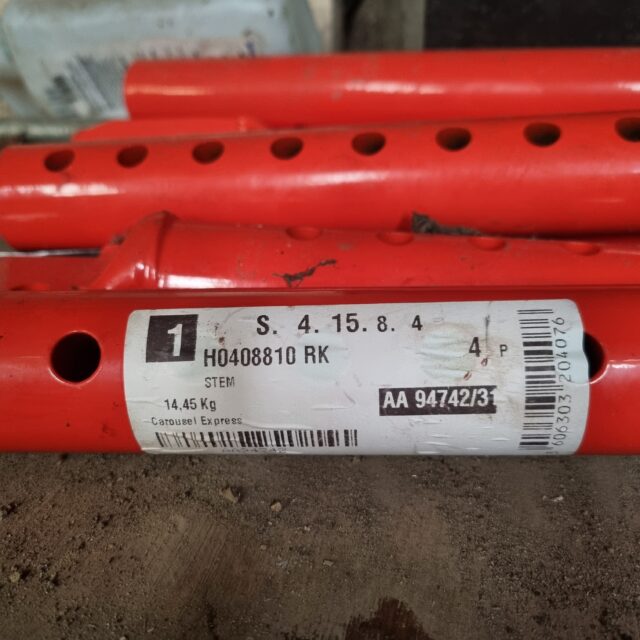 1
S. 4. 15. 8. 4
H0408810 RK
4 P
STEM
14,45 Kg
AA 94742/31
Carousel Express
606303 204076